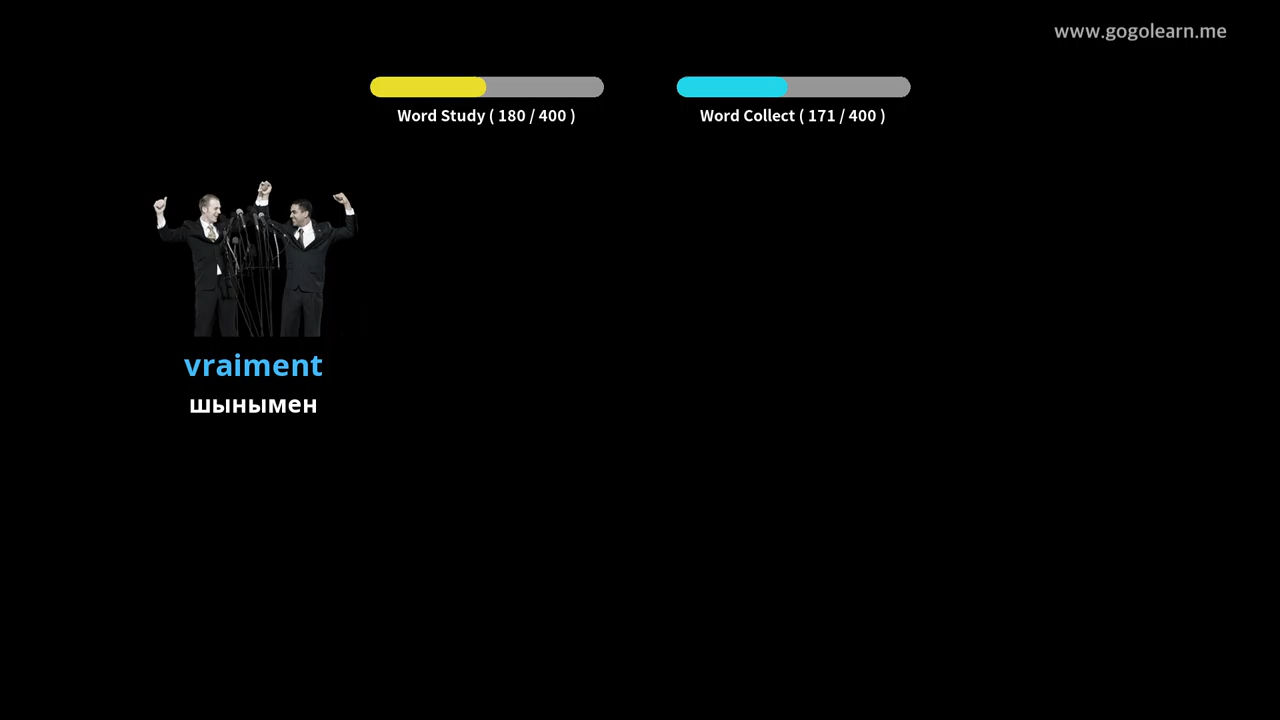 www.gogolearn.me
Word Study ( 180 / 400 )
Word Collect ( 171 / 400 )
vraiment
шынымен